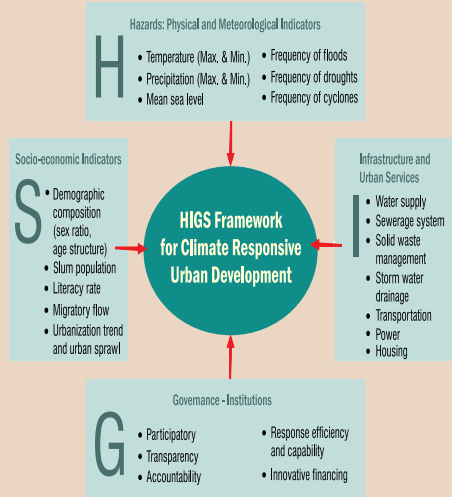 Hazards: Physical and Meteorological Indicators
H
• Temperature (Max. & Min.)
• Precipitation (Max. & Min.)
• Mean sea level
• Frequency of floods
• Frequency of droughts
• Frequency of cyclones
Socio-economic Indicators
S
• Demographic
composition
(sex ratio,
age structure)
• Slum population
• Literacy rate
• Migratory flow
• Urbanization trend
and urban sprawl
HIGS Framework
for Climate Responsive
Urban Development
Infrastructure and
Urban Services
I
• Water supply
• Sewerage system
• Solid waste
management
• Storm water
drainage
• Transportation
• Power
• Housing
Governance - Institutions
G
• Participatory
• Transparency
• Accountability
• Response efficiency
and capability
• Innovative financing